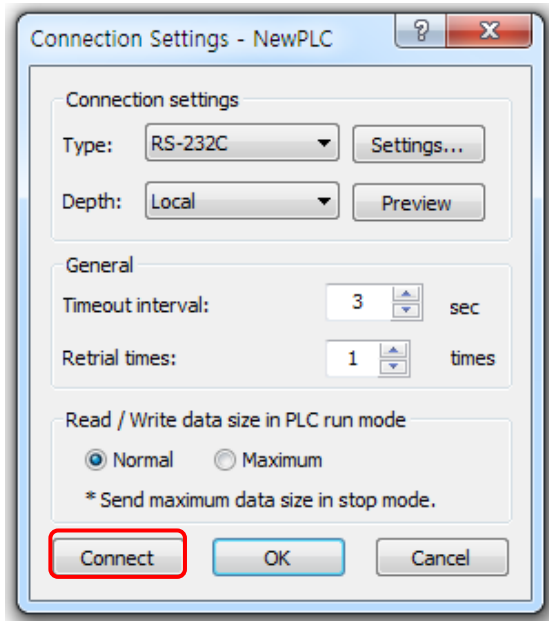 Connection Settings - NewPLC
Connection settings
Type: RS-232C Settings...
Depth: Local Preview
General
Timeout interval: 3 sec
Retrial times: 1 times
Read / Write data size in PLC run mode
Normal Maximum
* Send maximum data size in stop mode.
Connect OK Cancel